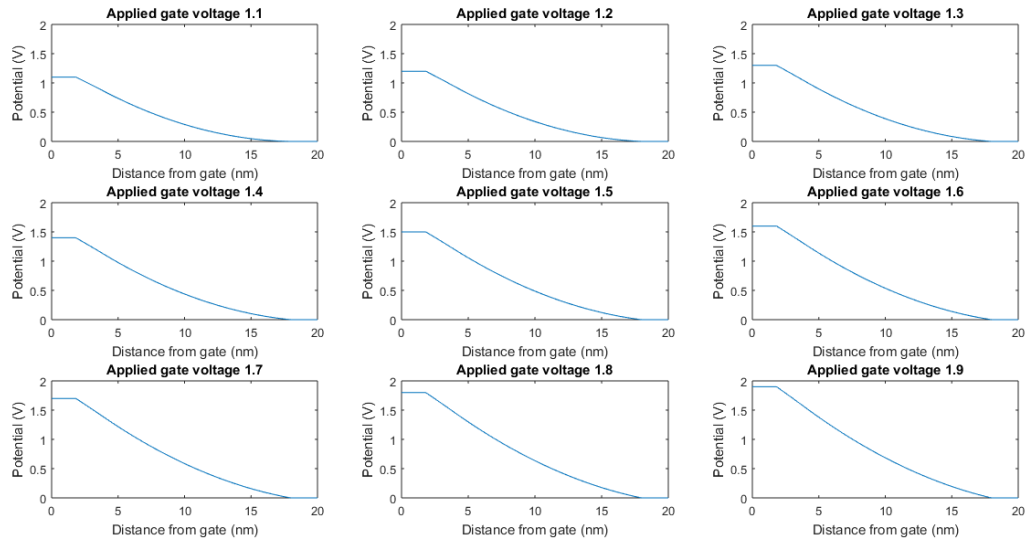 Applied gate voltage 1.1
Potential (V)
2
1.5
1
0.5
0
0 5 10 15 20
Distance from gate (nm)
Applied gate voltage 1.2
Potential (V)
2
1.5
1
0.5
0
0 5 10 15 20
Distance from gate (nm)
Applied gate voltage 1.3
Potential (V)
2
1.5
1
0.5
0
0 5 10 15 20
Distance from gate (nm)
Applied gate voltage 1.4
Potential (V)
2
1.5
1
0.5
0
0 5 10 15 20
Distance from gate (nm)
Applied gate voltage 1.5
Potential (V)
2
1.5
1
0.5
0
0 5 10 15 20
Distance from gate (nm)
Applied gate voltage 1.6
Potential (V)
2
1.5
1
0.5
0
0 5 10 15 20
Distance from gate (nm)
Applied gate voltage 1.7
Potential (V)
2
1.5
1
0.5
0
0 5 10 15 20
Distance from gate (nm)
Applied gate voltage 1.8
Potential (V)
2
1.5
1
0.5
0
0 5 10 15 20
Distance from gate (nm)
Applied gate voltage 1.9
Potential (V)
2
1.5
1
0.5
0
0 5 10 15 20
Distance from gate (nm)